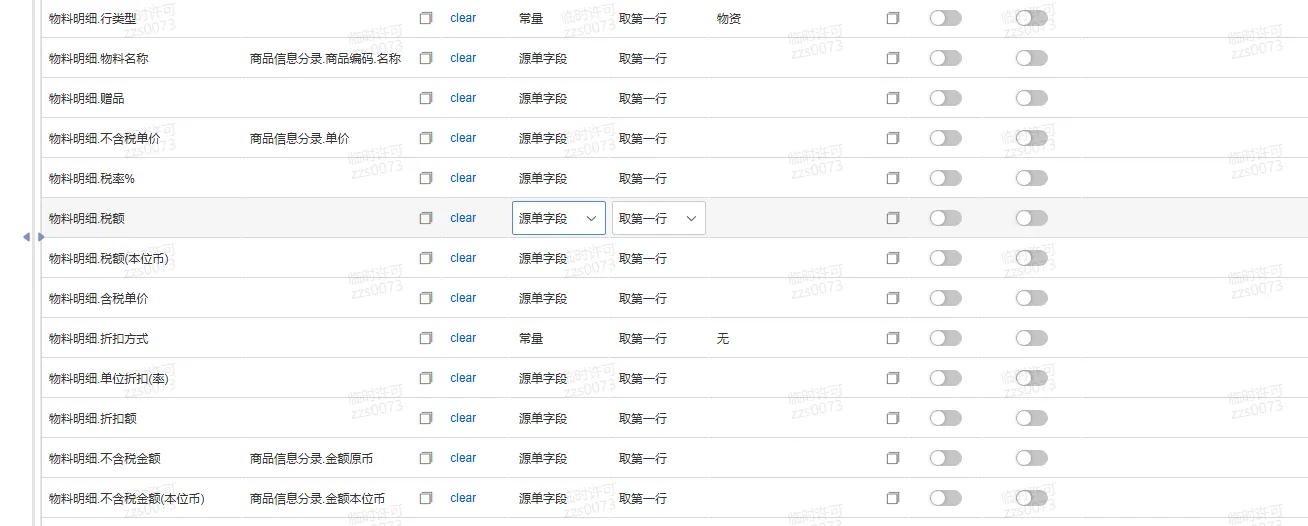 物料明细.行类型 clear 常量 取第一行 物资
物料明细.物料名称 商品信息分录.商品编码.名称 clear 源单字段 取第一行
物料明细.赠品 clear 源单字段 取第一行
物料明细.不含税单价 商品信息分录.单价 clear 源单字段 取第一行
物料明细.税率% clear 源单字段 取第一行
物料明细.税额 clear 源单字段 取第一行
物料明细.税额(本位币) clear 源单字段 取第一行
物料明细.含税单价 clear 源单字段 取第一行
物料明细.折扣方式 clear 常量 取第一行 无
物料明细.单位折扣(率) clear 源单字段 取第一行
物料明细.折扣额 clear 源单字段 取第一行
物料明细.不含税金额 商品信息分录.金额原币 clear 源单字段 取第一行
物料明细.不含税金额(本位币) 商品信息分录.金额本位币 clear 源单字段 取第一行
临时许可
zzs0073